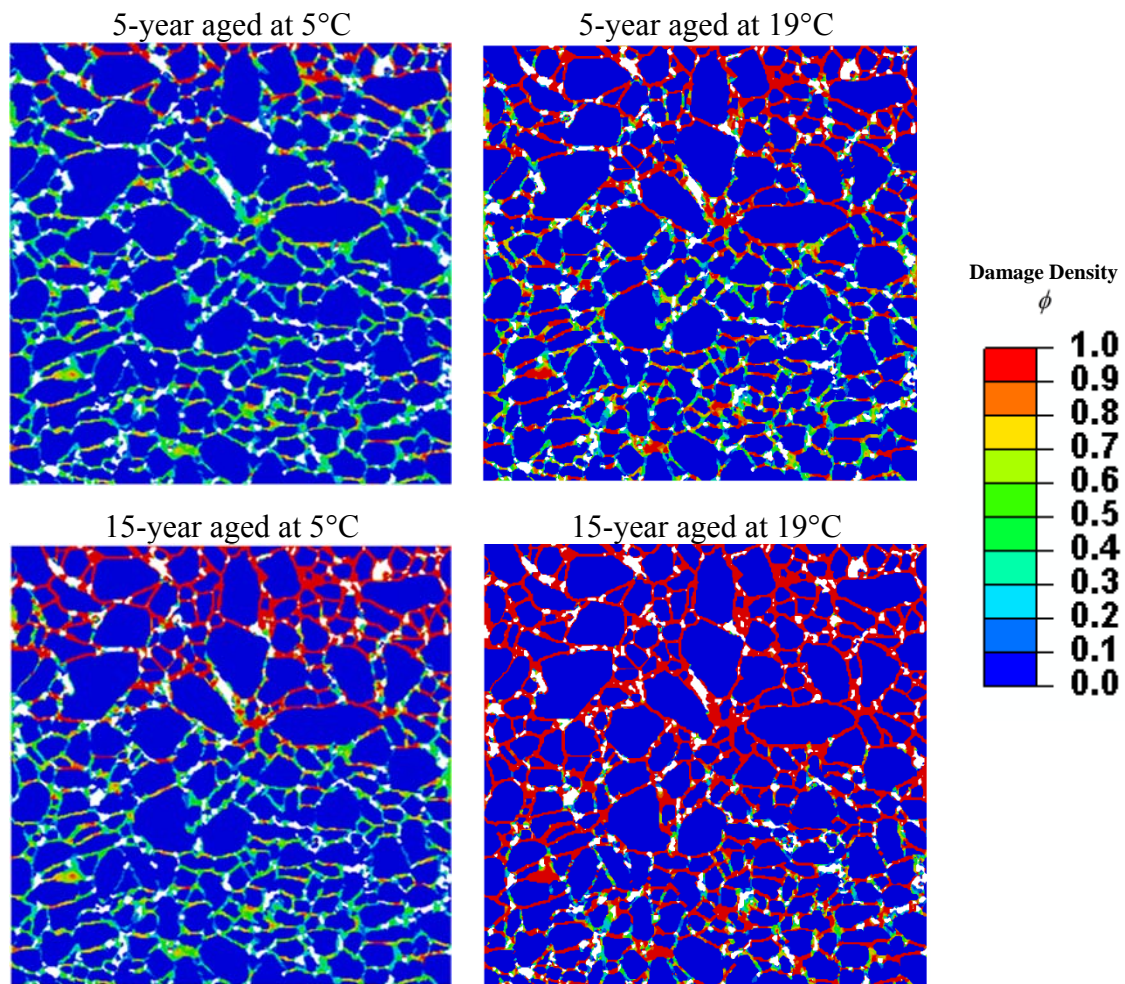 5-year aged at 5°C
5-year aged at 19°C
15-year aged at 5°C
15-year aged at 19°C
Damage Density
ϕ
1.0
0.9
0.8
0.7
0.6
0.5
0.4
0.3
0.2
0.1
0.0